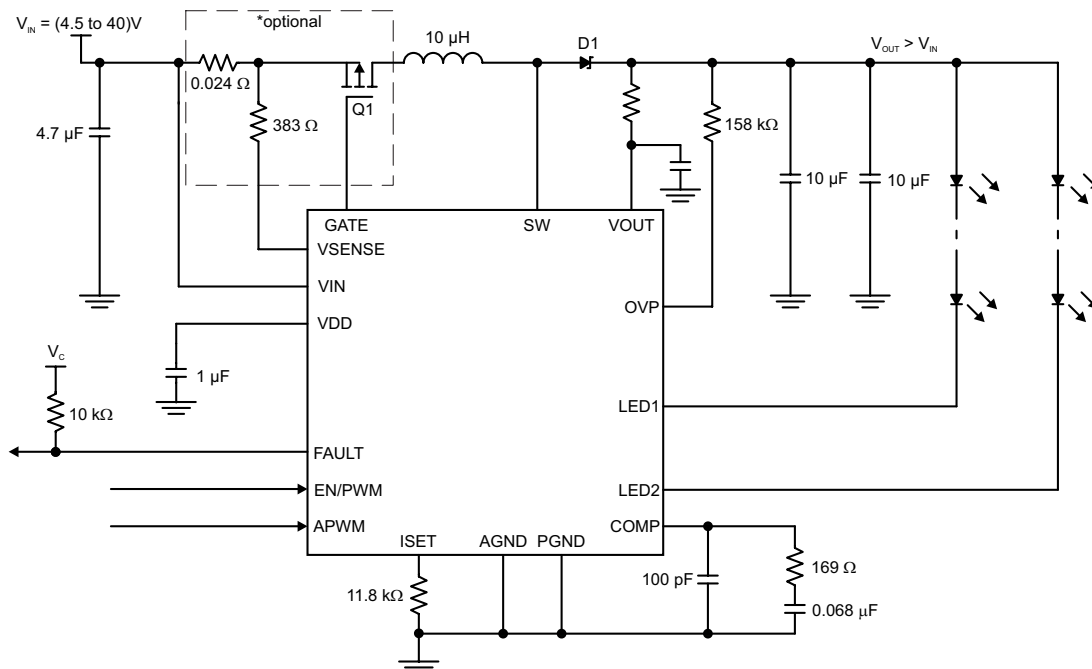 V_IN = (4.5 to 40)V
*optional
10 µH
D1
V_OUT > V_IN
0.024 Ω
Q1
4.7 µF
383 Ω
158 kΩ
10 µF
10 µF
GATE
SW
VOUT
VSENSE
VIN
OVP
VDD
V_C
1 µF
10 kΩ
LED1
FAULT
EN/PWM
LED2
APWM
COMP
ISET
AGND
PGND
11.8 kΩ
100 pF
169 Ω
0.068 µF